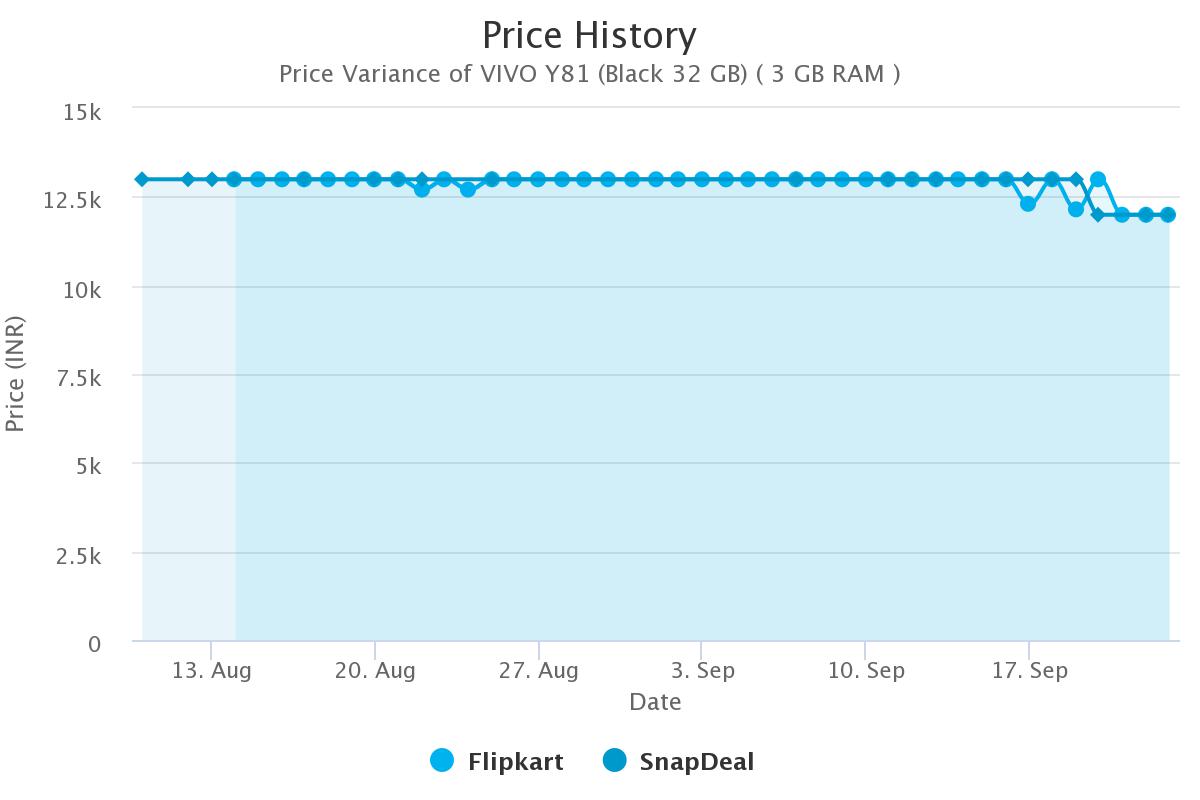 Price History
Price Variance of VIVO Y81 (Black 32 GB) ( 3 GB RAM )
15k
12.5k
10k
7.5k
5k
2.5k
0
Price (INR)
13. Aug
20. Aug
27. Aug
3. Sep
10. Sep
17. Sep
Date
Flipkart
SnapDeal